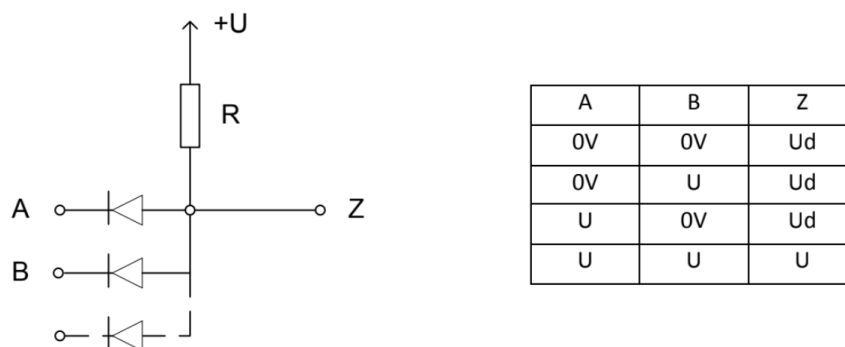 +U
R
A
Z
B
A B Z
0V 0V Ud
0V U Ud
U 0V Ud
U U U